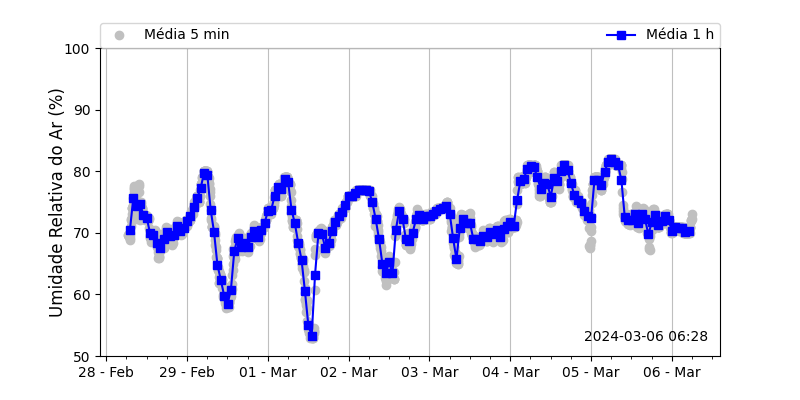 Média 5 min
Média 1 h
Umidade Relativa do Ar (%)
100
90
80
70
60
50
2024-03-06 06:28
28 - Feb
29 - Feb
01 - Mar
02 - Mar
03 - Mar
04 - Mar
05 - Mar
06 - Mar